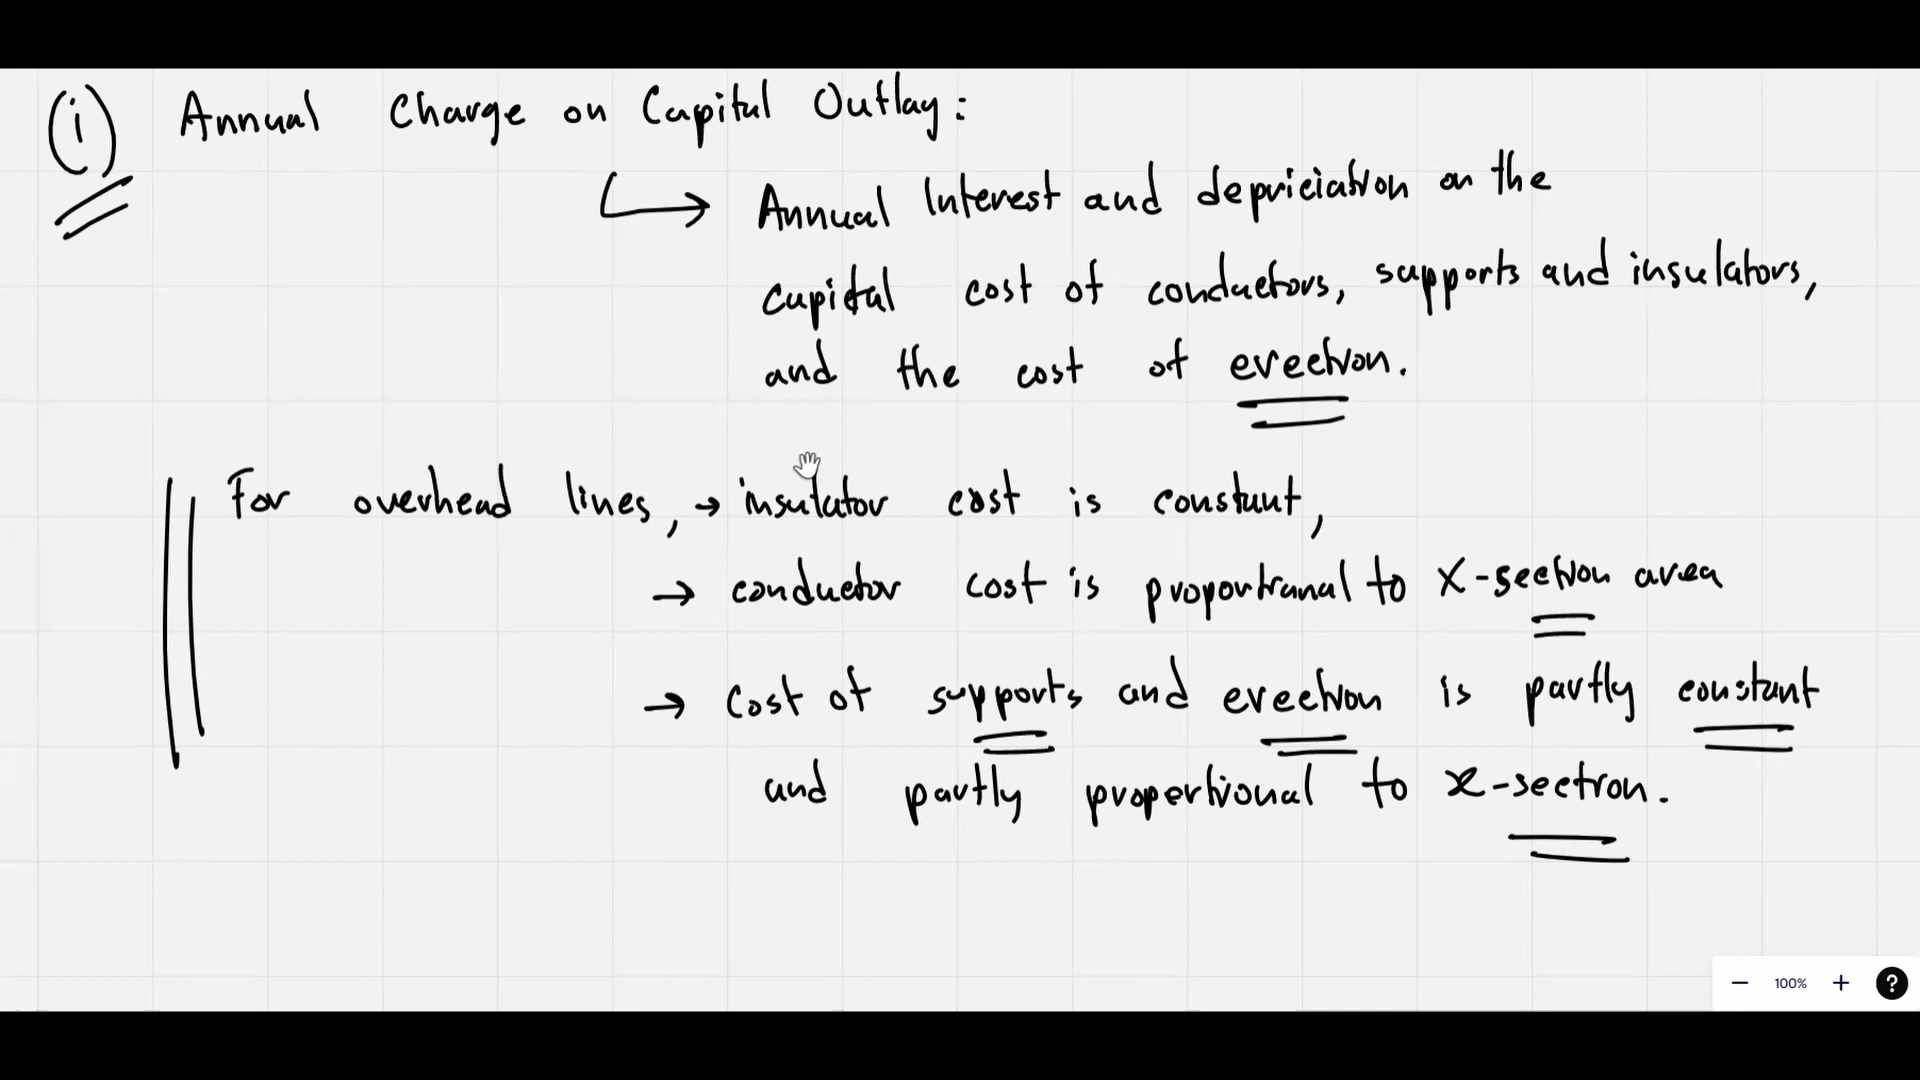 (i) Annual Charge on Capital Outlay:
↳ Annual Interest and depriciation on the
capital cost of conductors, supports and insulators,
and the cost of erection.
For overhead lines, → insulator cost is constant,
→ conductor cost is proportional to X-section area
→ Cost of supports and erection is partly constant
and partly propertional to x-section.
− 100% + ?